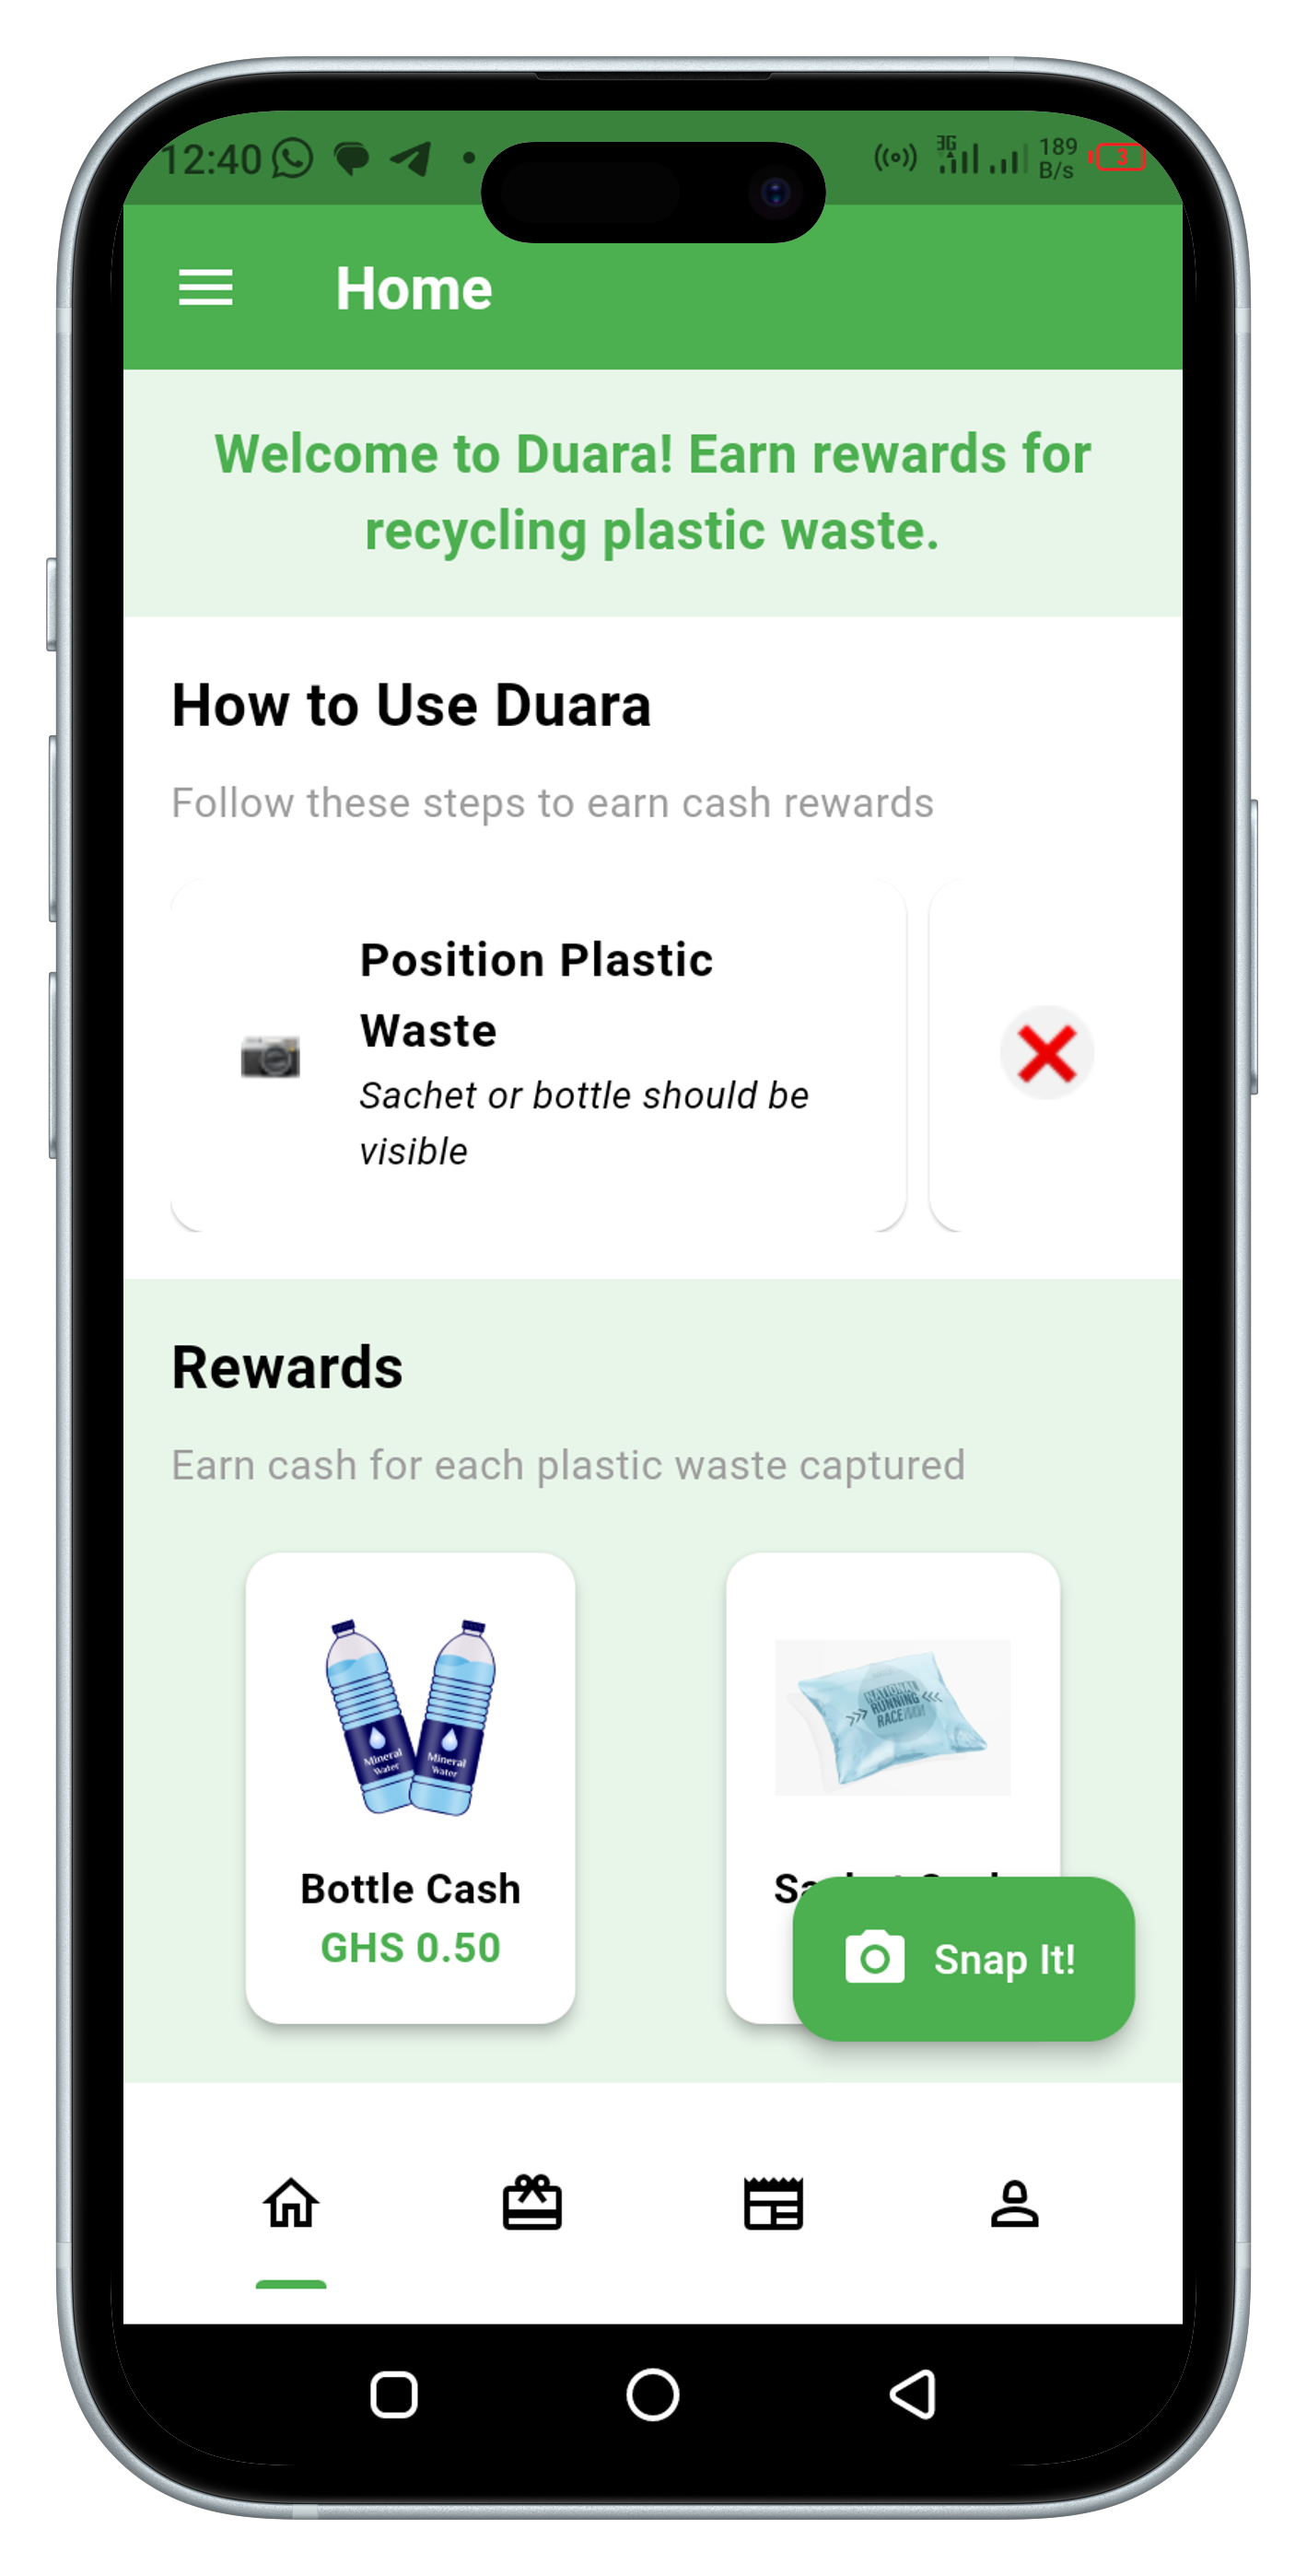 12:40
3G
189
B/s
3
Home
Welcome to Duara! Earn rewards for
recycling plastic waste.
How to Use Duara
Follow these steps to earn cash rewards
Position Plastic
Waste
Sachet or bottle should be
visible
Rewards
Earn cash for each plastic waste captured
Mineral
Water
Mineral
Water
NATIONAL
RUNNING
RACE
Bottle Cash
GHS 0.50
Snap It!